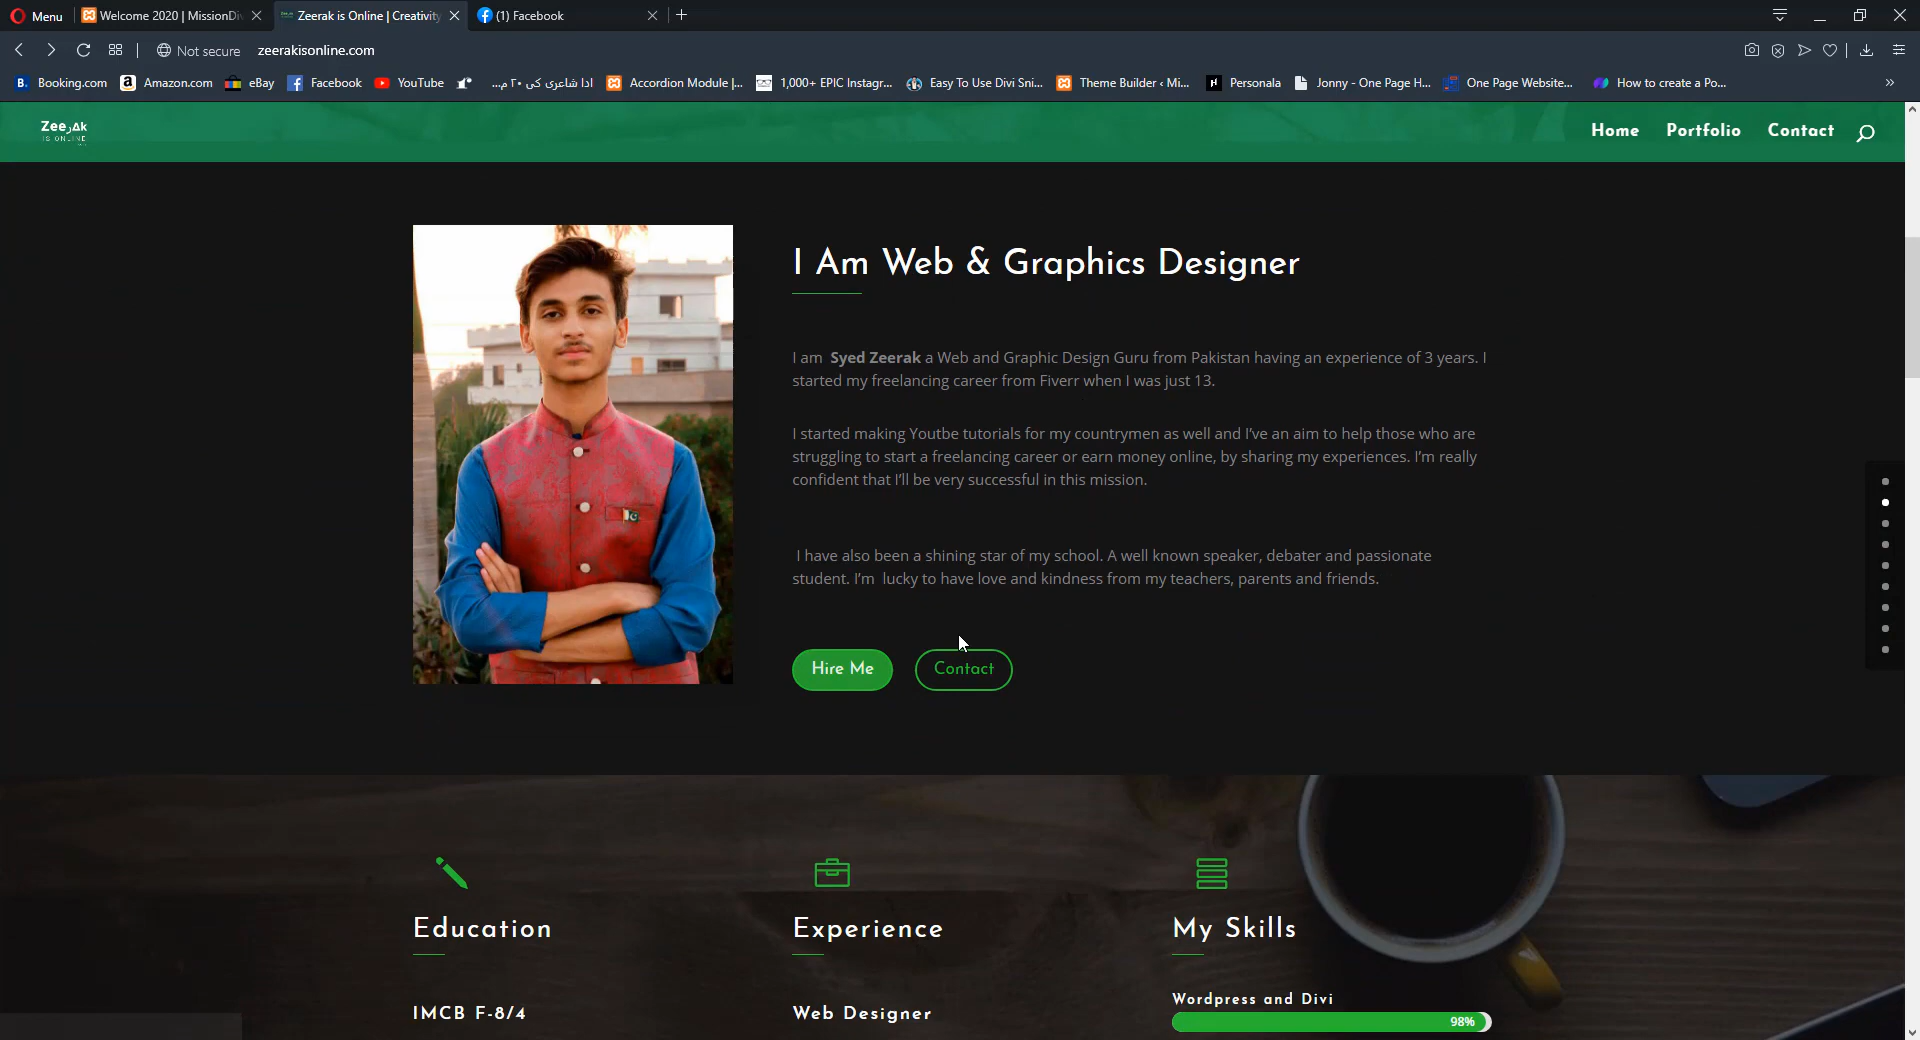 Menu
Welcome 2020 | MissionDi
Zeerak is Online | Creativity
(1) Facebook
Not secure
zeerakisonline.com
Booking.com
Amazon.com
eBay
Facebook
YouTube
ادا شاعری کی ۲۰ م...
Accordion Module |...
1,000+ EPIC Instagr...
Easy To Use Divi Sni...
Theme Builder ‹ Mi...
Personala
Jonny - One Page H...
One Page Website...
How to create a Po...
IS ONLINE
Home
Portfolio
Contact
I Am Web & Graphics Designer
I am Syed Zeerak a Web and Graphic Design Guru from Pakistan having an experience of 3 years. I
started my freelancing career from Fiverr when I was just 13.
I started making Youtbe tutorials for my countrymen as well and I've an aim to help those who are
struggling to start a freelancing career or earn money online, by sharing my experiences. I'm really
confident that I'll be very successful in this mission.
I have also been a shining star of my school. A well known speaker, debater and passionate
student. I'm lucky to have love and kindness from my teachers, parents and friends.
Hire Me
Contact
Education
Experience
My Skills
IMCB F-8/4
Web Designer
Wordpress and Divi
98%